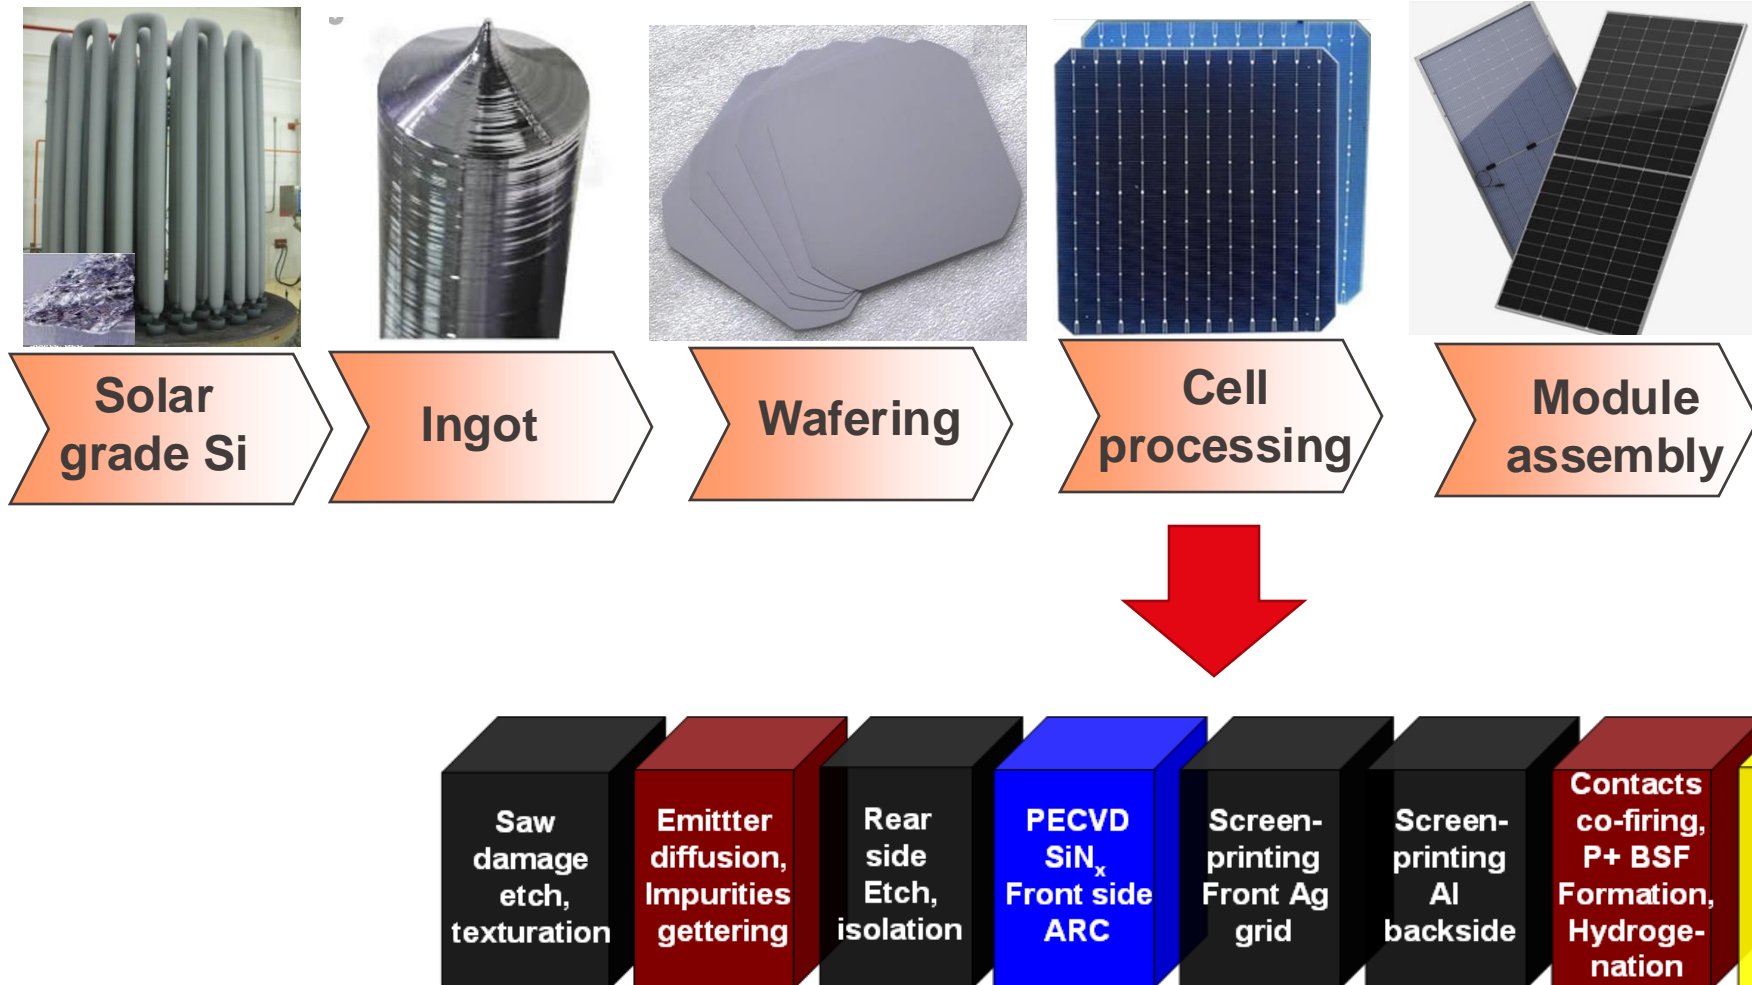 Solar
grade Si
Ingot
Wafering
Cell
processing
Module
assembly
Saw
damage
etch,
texturation
Emittter
diffusion,
Impurities
gettering
Rear
side
Etch,
isolation
PECVD
SiNx
Front side
ARC
Screen-
printing
Front Ag
grid
Screen-
printing
Al
backside
Contacts
co-firing,
P+ BSF
Formation,
Hydroge-
nation